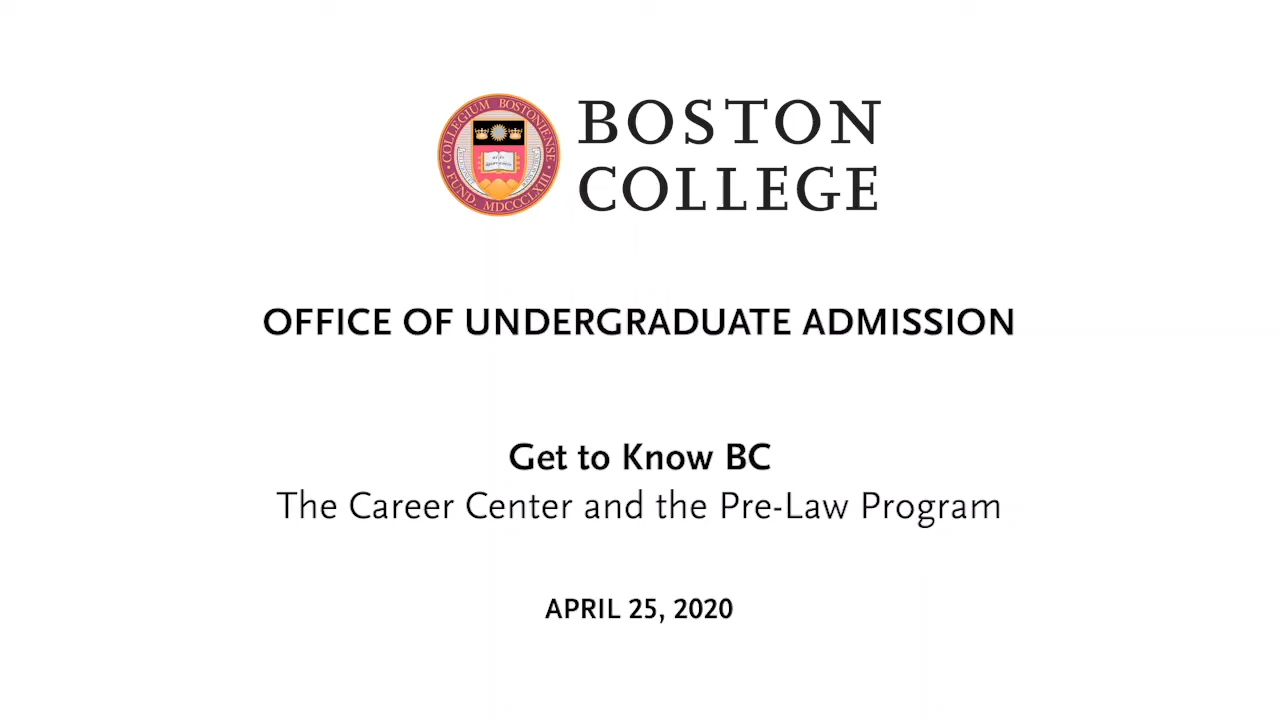 COLLEGIUM BOSTONIENSE
FUND. MDCCCLXIII
BOSTON
COLLEGE
OFFICE OF UNDERGRADUATE ADMISSION
Get to Know BC
The Career Center and the Pre-Law Program
APRIL 25, 2020